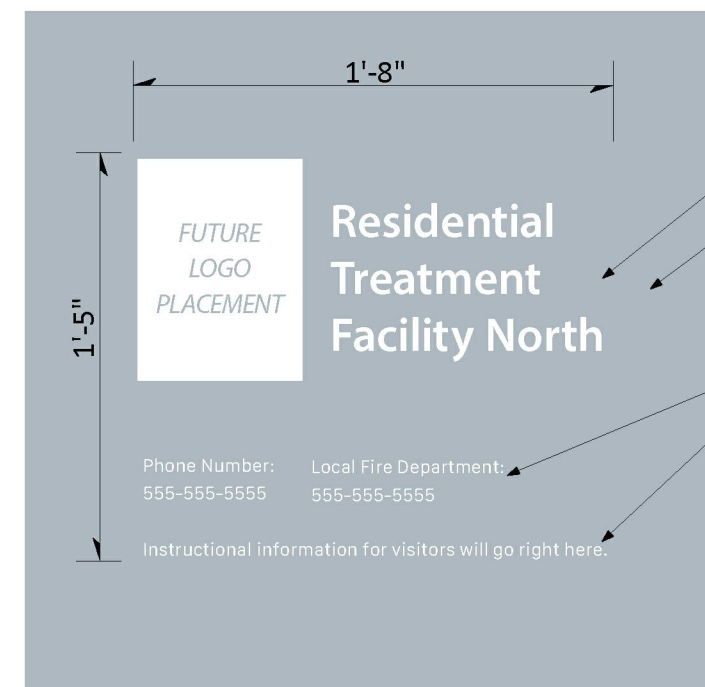 1'-8"
1'-5"
FUTURE
LOGO
PLACEMENT
Residential
Treatment
Facility North
Phone Number:
555-555-5555
Local Fire Department:
555-555-5555
Instructional information for visitors will go right here.